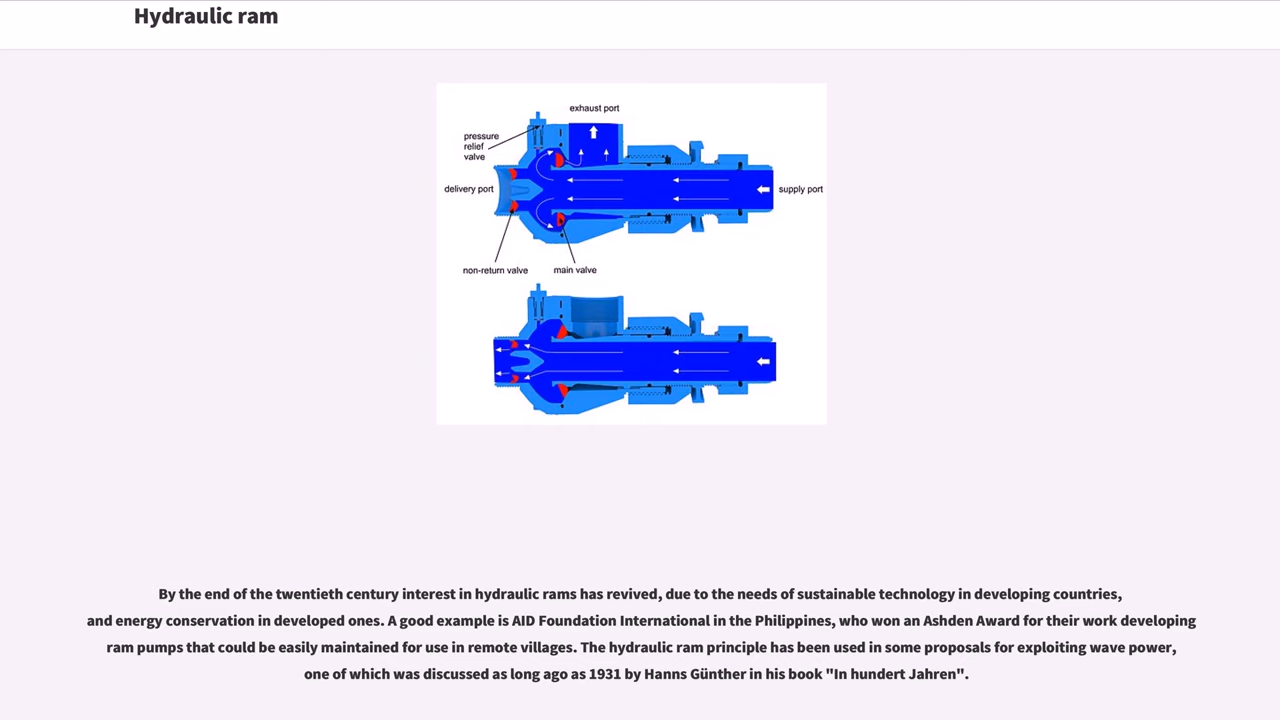 Hydraulic ram
exhaust port
pressure
relief
valve
delivery port
supply port
non-return valve
main valve
By the end of the twentieth century interest in hydraulic rams has revived, due to the needs of sustainable technology in developing countries,
and energy conservation in developed ones. A good example is AID Foundation International in the Philippines, who won an Ashden Award for their work developing
ram pumps that could be easily maintained for use in remote villages. The hydraulic ram principle has been used in some proposals for exploiting wave power,
one of which was discussed as long ago as 1931 by Hanns Günther in his book "In hundert Jahren".